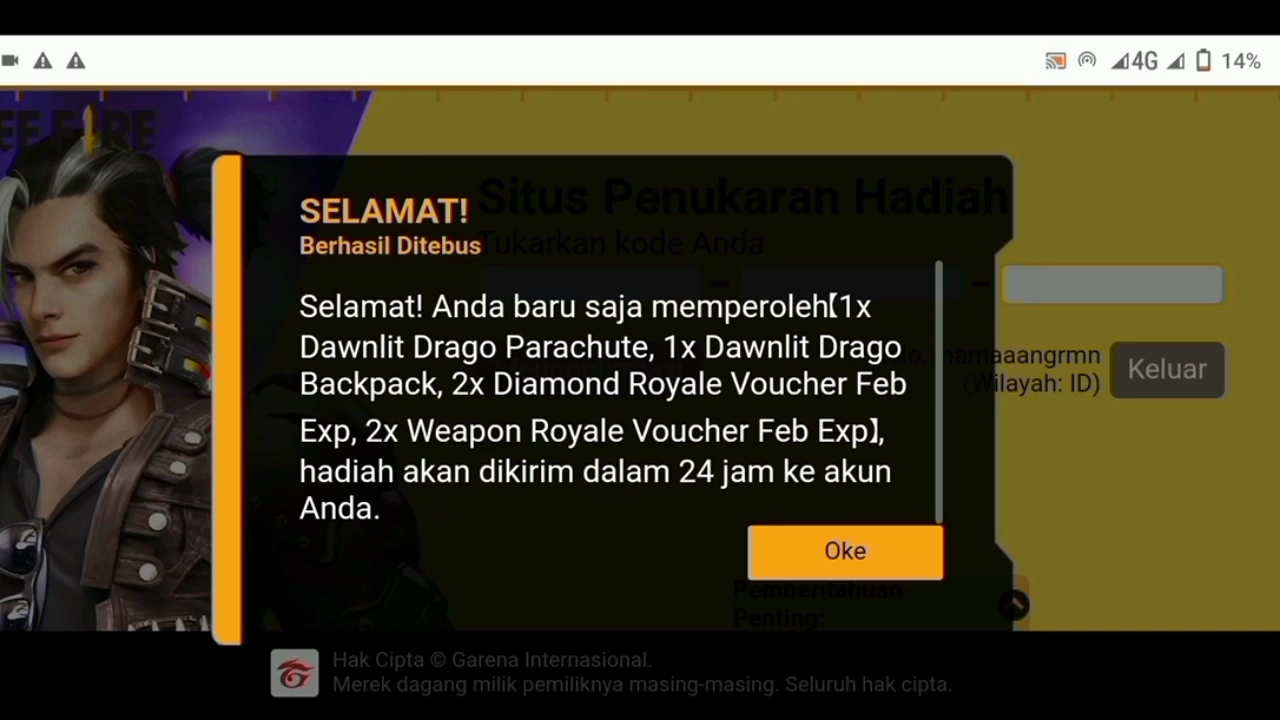 4G
14%
FREE FIRE
Situs Penukaran Hadiah
SELAMAT!
Berhasil Ditebus
Tukarkan kode Anda
Selamat! Anda baru saja memperoleh【1x
Dawnlit Drago Parachute, 1x Dawnlit Drago
Backpack, 2x Diamond Royale Voucher Feb
Exp, 2x Weapon Royale Voucher Feb Exp】,
hadiah akan dikirim dalam 24 jam ke akun
Anda.
namaaangrmn
(Wilayah: ID)
Keluar
Oke
Pemberitahuan
Penting:
Hak Cipta © Garena Internasional.
Merek dagang milik pemiliknya masing-masing. Seluruh hak cipta.